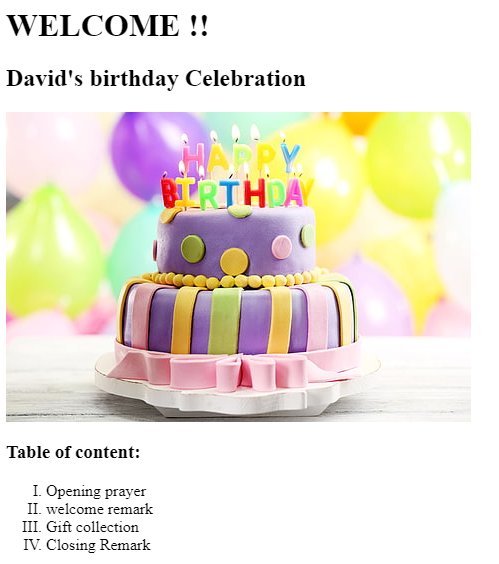 WELCOME !!
David's birthday Celebration
HAPPY
BIRTHDAY
Table of content:
I. Opening prayer
II. welcome remark
III. Gift collection
IV. Closing Remark